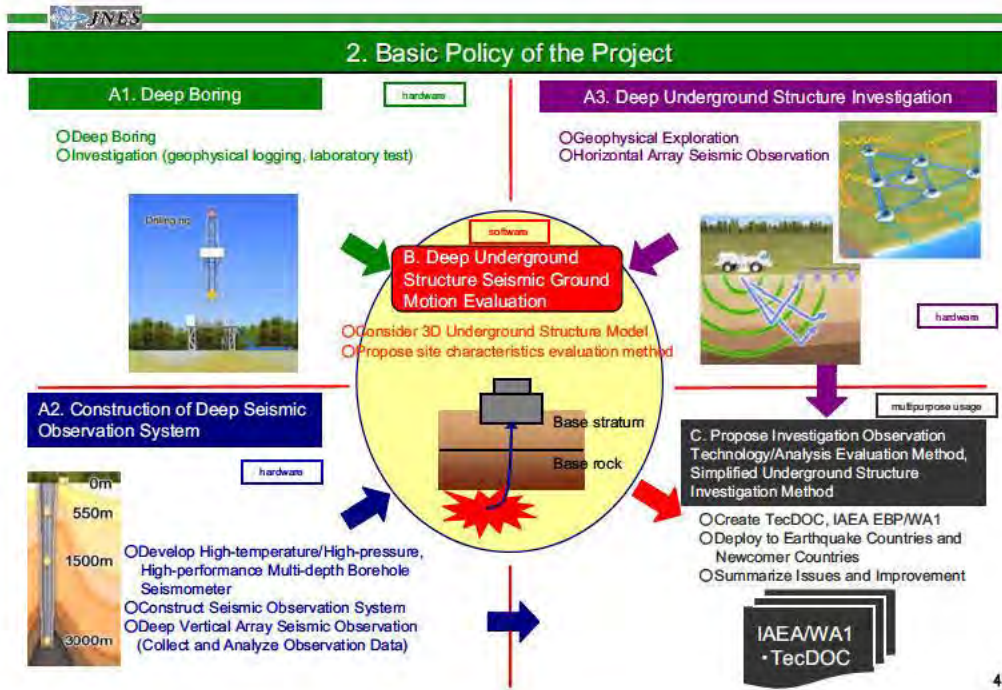 JNES
2. Basic Policy of the Project
A1. Deep Boring
hardware
○Deep Boring
○Investigation (geophysical logging, laboratory test)
Drilling rig
A3. Deep Underground Structure Investigation
○Geophysical Exploration
○Horizontal Array Seismic Observation
hardware
software
B. Deep Underground
Structure Seismic Ground
Motion Evaluation
○Consider 3D Underground Structure Model
○Propose site characteristics evaluation method
Base stratum
Base rock
A2. Construction of Deep Seismic
Observation System
hardware
0m
550m
1500m
3000m
○Develop High-temperature/High-pressure,
High-performance Multi-depth Borehole
Seismometer
○Construct Seismic Observation System
○Deep Vertical Array Seismic Observation
(Collect and Analyze Observation Data)
multipurpose usage
C. Propose Investigation Observation
Technology/Analysis Evaluation Method,
Simplified Underground Structure
Investigation Method
○Create TecDOC, IAEA EBP/WA1
○Deploy to Earthquake Countries and
Newcomer Countries
○Summarize Issues and Improvement
IAEA/WA1
・TecDOC
4